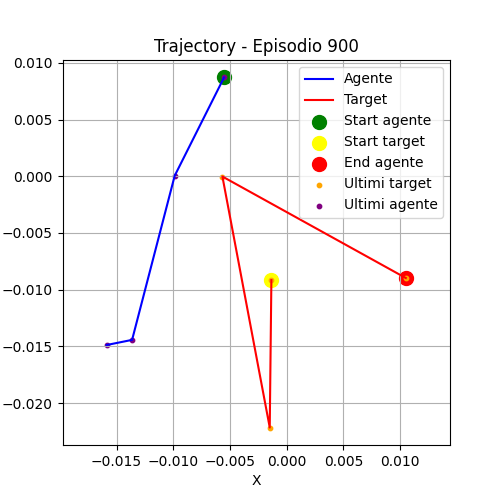 Trajectory - Episodio 900
0.010
0.005
0.000
−0.005
−0.010
−0.015
−0.020
Agente
Target
Start agente
Start target
End agente
Ultimi target
Ultimi agente
−0.015 −0.010 −0.005 0.000 0.005 0.010
X